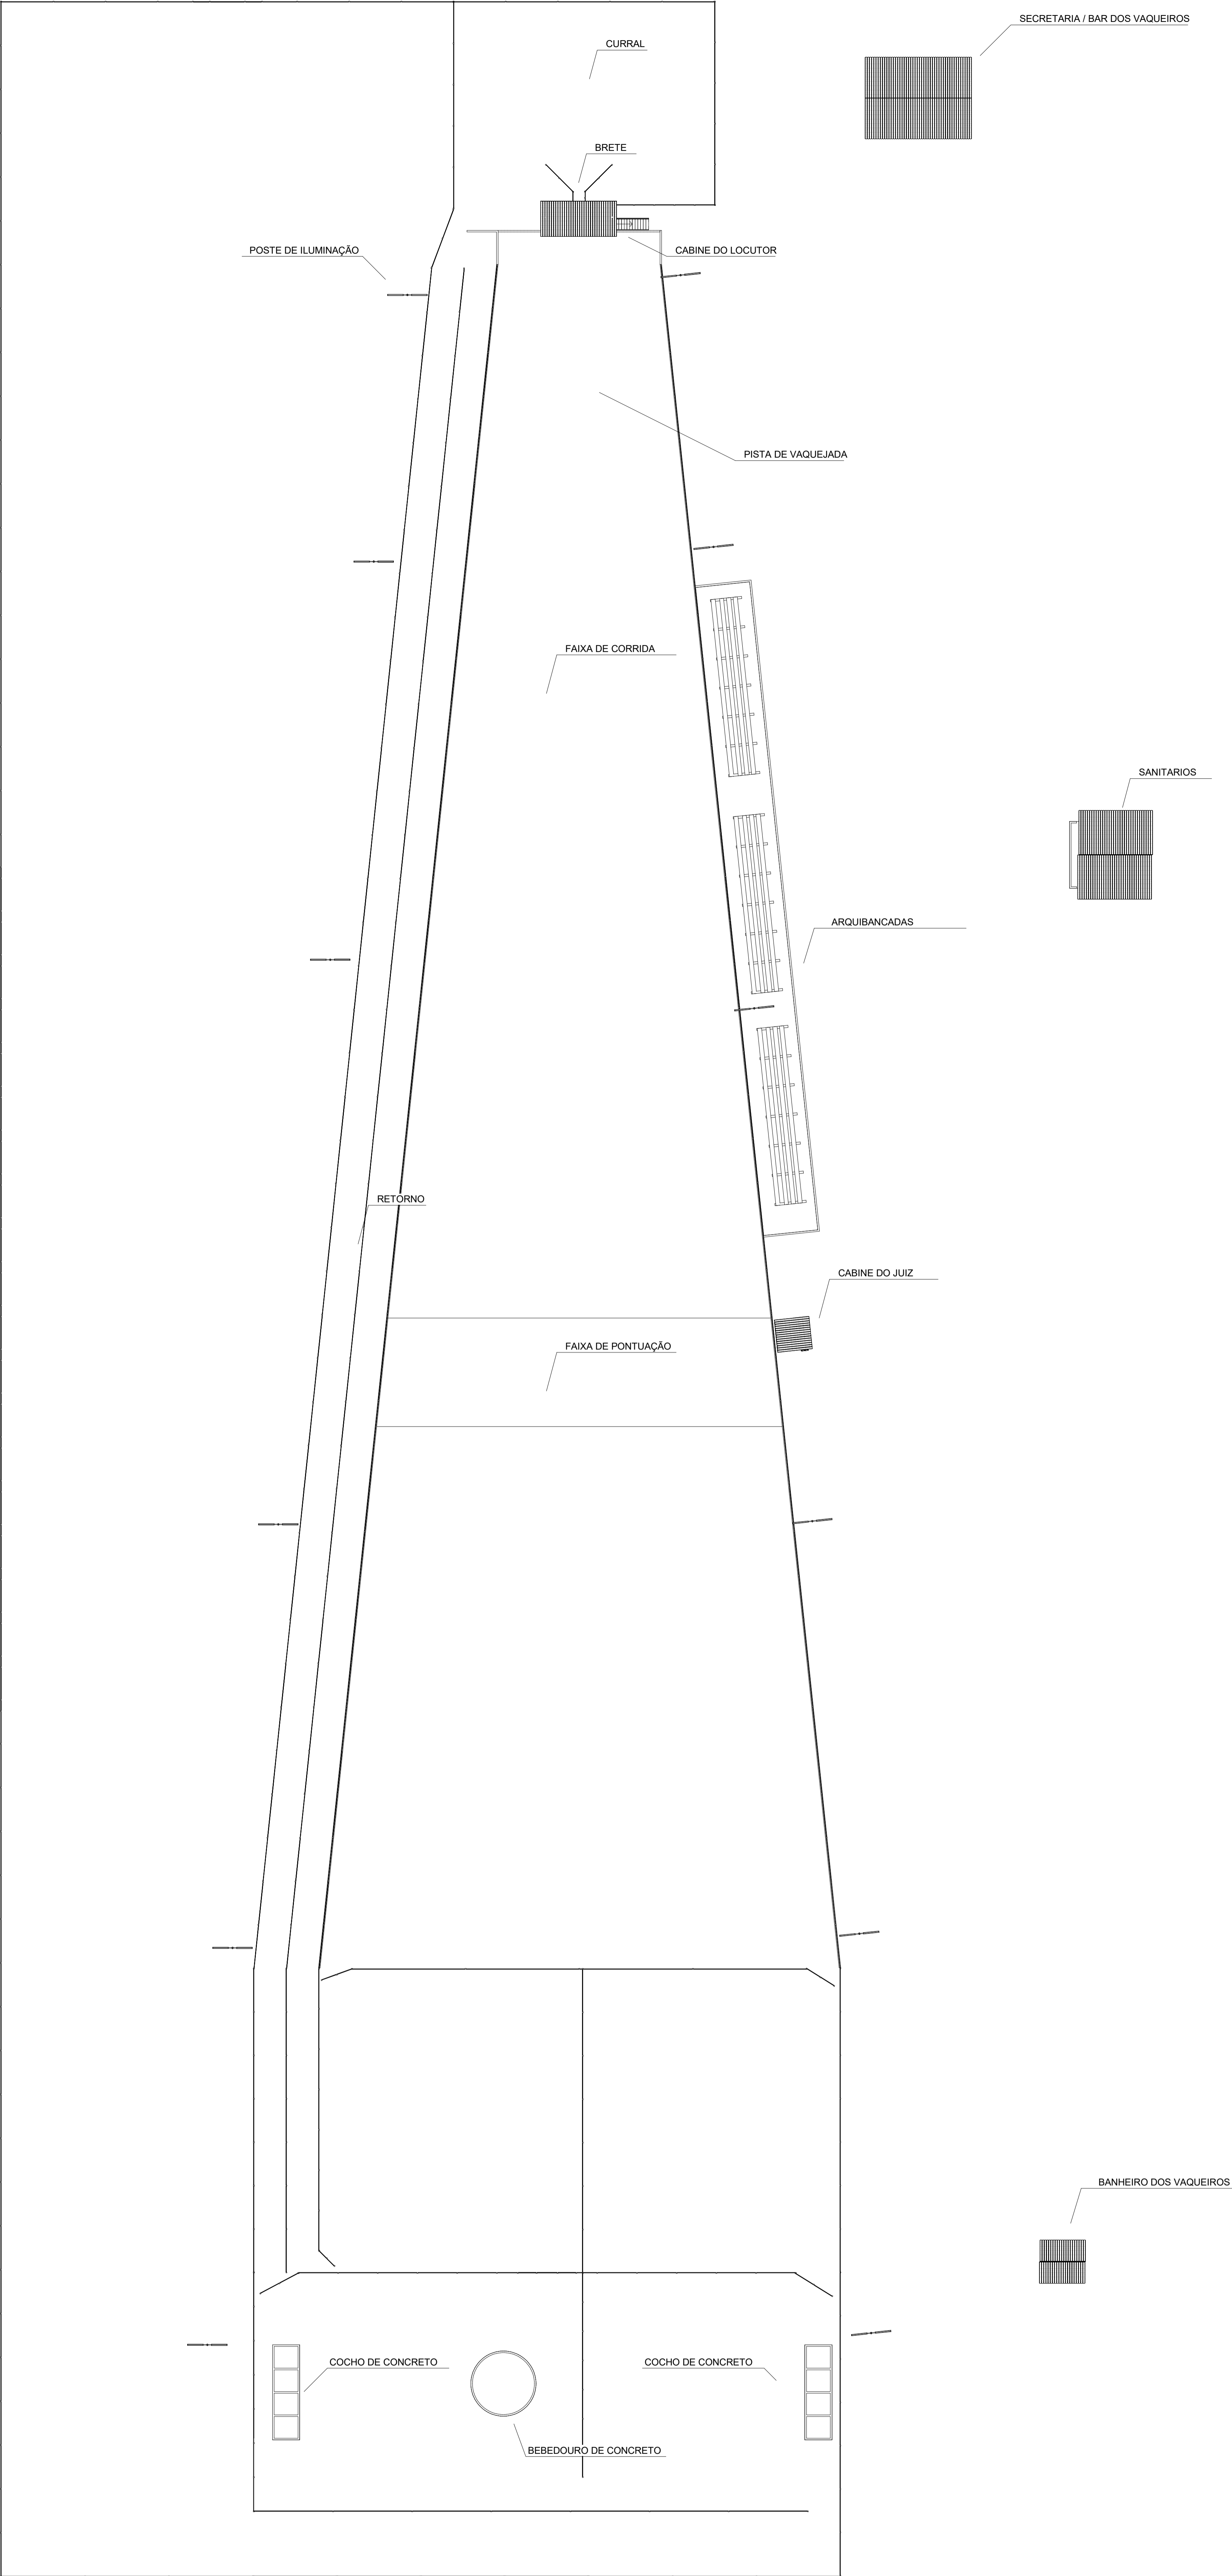 SECRETARIA / BAR DOS VAQUEIROS
CURRAL
BRETE
POSTE DE ILUMINAÇÃO
CABINE DO LOCUTOR
PISTA DE VAQUEJADA
FAIXA DE CORRIDA
SANITARIOS
ARQUIBANCADAS
RETORNO
CABINE DO JUIZ
FAIXA DE PONTUAÇÃO
BANHEIRO DOS VAQUEIROS
COCHO DE CONCRETO
COCHO DE CONCRETO
BEBEDOURO DE CONCRETO